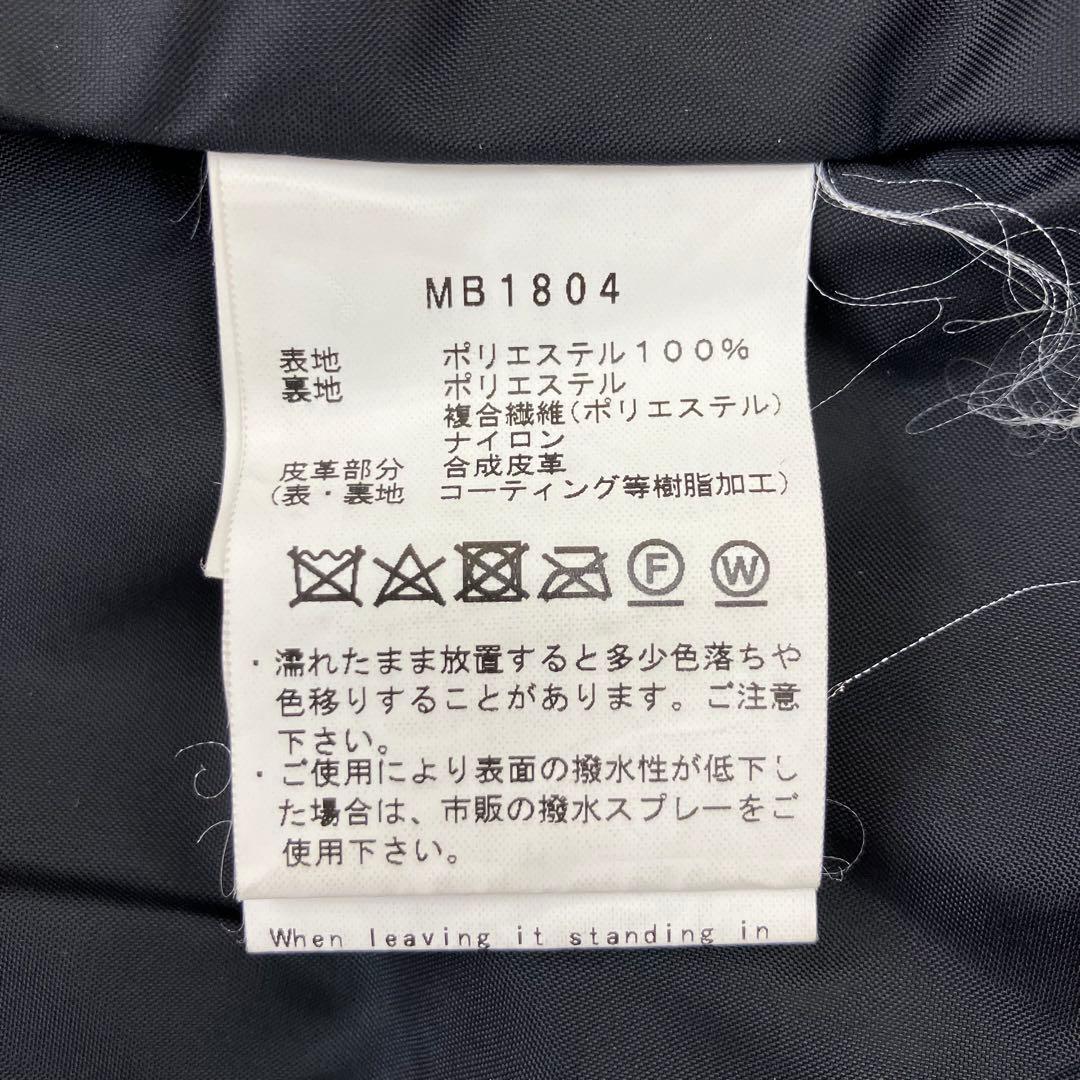 MB1804
表地 ポリエステル100%
裏地 ポリエステル
複合繊維(ポリエステル)
ナイロン
皮革部分 合成皮革
(表・裏地 コーティング等樹脂加工)
F W
・濡れたまま放置すると多少色落ちや
色移りすることがあります。ご注意
下さい。
・ご使用により表面の撥水性が低下し
た場合は、市販の撥水スプレーをご
使用下さい。
When leaving it standing in